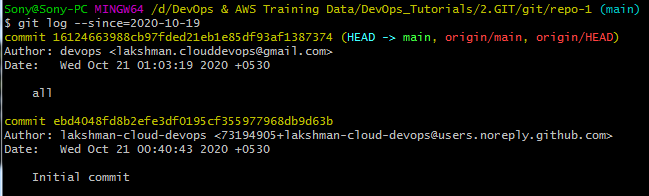 Sony@Sony-PC MINGW64 /d/DevOps & AWS Training Data/DevOps_Tutorials/2.GIT/git/repo-1 (main)
$ git log --since=2020-10-19
commit 16124663988cb97fded21eb1e85df93af1387374 (HEAD -> main, origin/main, origin/HEAD)
Author: devops <lakshman.clouddevops@gmail.com>
Date:   Wed Oct 21 01:03:19 2020 +0530
    all
commit ebd4048fd8b2efe3df0195cf355977968db9d63b
Author: lakshman-cloud-devops <73194905+lakshman-cloud-devops@users.noreply.github.com>
Date:   Wed Oct 21 00:40:43 2020 +0530
    Initial commit